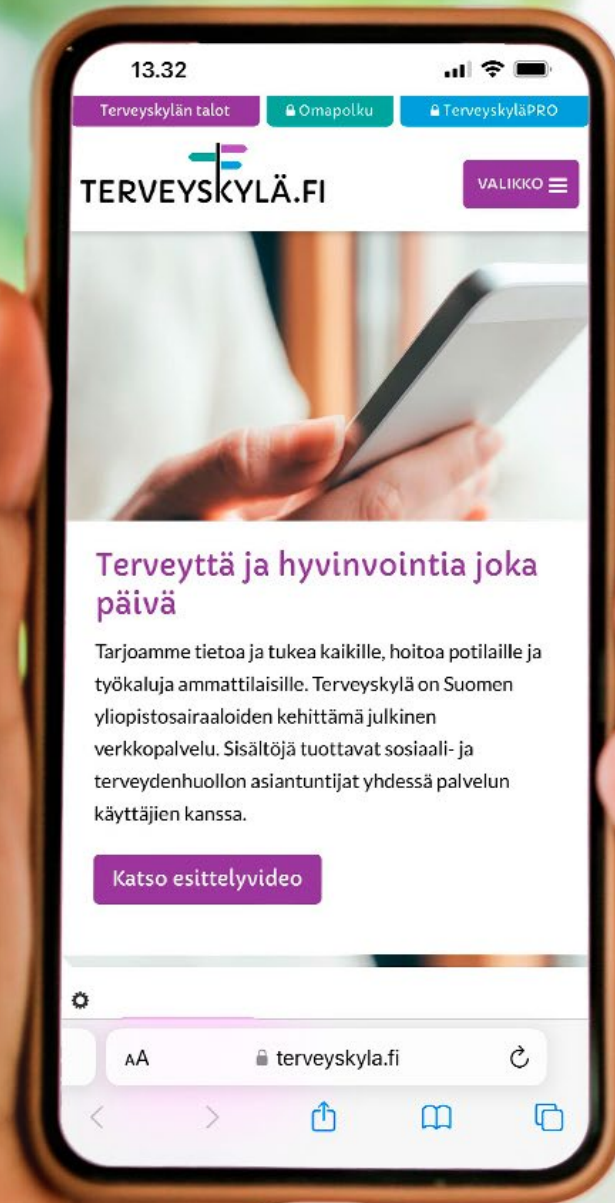 13.32
Terveyskylän talot
Omapolku
TerveyskyläPRO
TERVEYSKYLÄ.FI
VALIKKO
Terveyttä ja hyvinvointia joka
päivä
Tarjoamme tietoa ja tukea kaikille, hoitoa potilaille ja
työkaluja ammattilaisille. Terveyskylä on Suomen
yliopistosairaaloiden kehittämä julkinen
verkkopalvelu. Sisältöjä tuottavat sosiaali- ja
terveydenhuollon asiantuntijat yhdessä palvelun
käyttäjien kanssa.
Katso esittelyvideo
AA
terveyskyla.fi